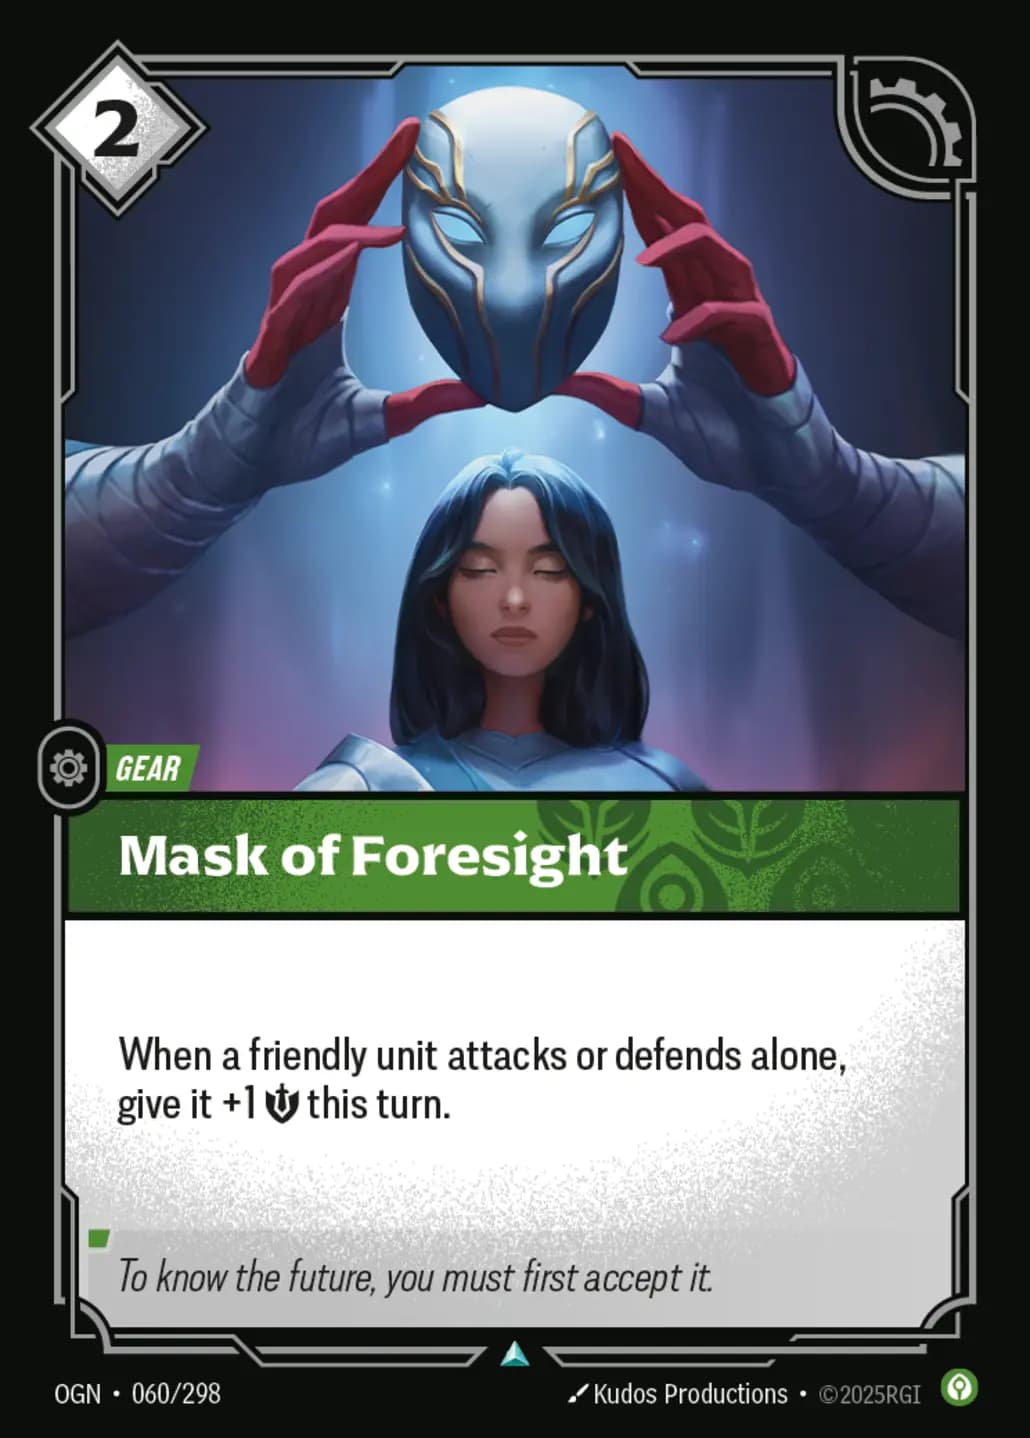 2
GEAR
Mask of Foresight
When a friendly unit attacks or defends alone,
give it +1 this turn.
To know the future, you must first accept it.
OGN • 060/298
Kudos Productions • ©2025RGI